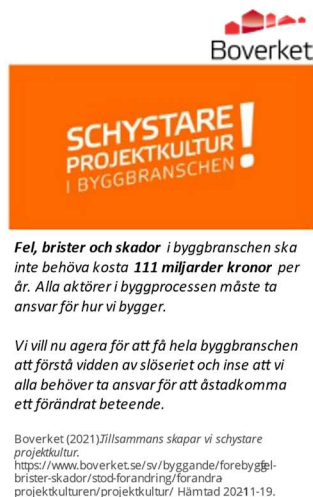 Boverket
SCHYSTARE
PROJEKTKULTUR
I BYGGBRANSCHEN !
Fel, brister och skador i byggbranschen ska
inte behöva kosta 111 miljarder kronor per
år. Alla aktörer i byggprocessen måste ta
ansvar för hur vi bygger.
Vi vill nu agera för att få hela byggbranschen
att förstå vidden av slöseriet och inse att vi
alla behöver ta ansvar för att åstadkomma
ett förändrat beteende.
Boverket (2021)Tillsammans skapar vi schystare
projektkultur.
https://www.boverket.se/sv/byggande/forebygg-fel-
brister-skador/stod-forandring/forandra
projektkulturen/projektkultur/ Hämtad 2021-11-19.